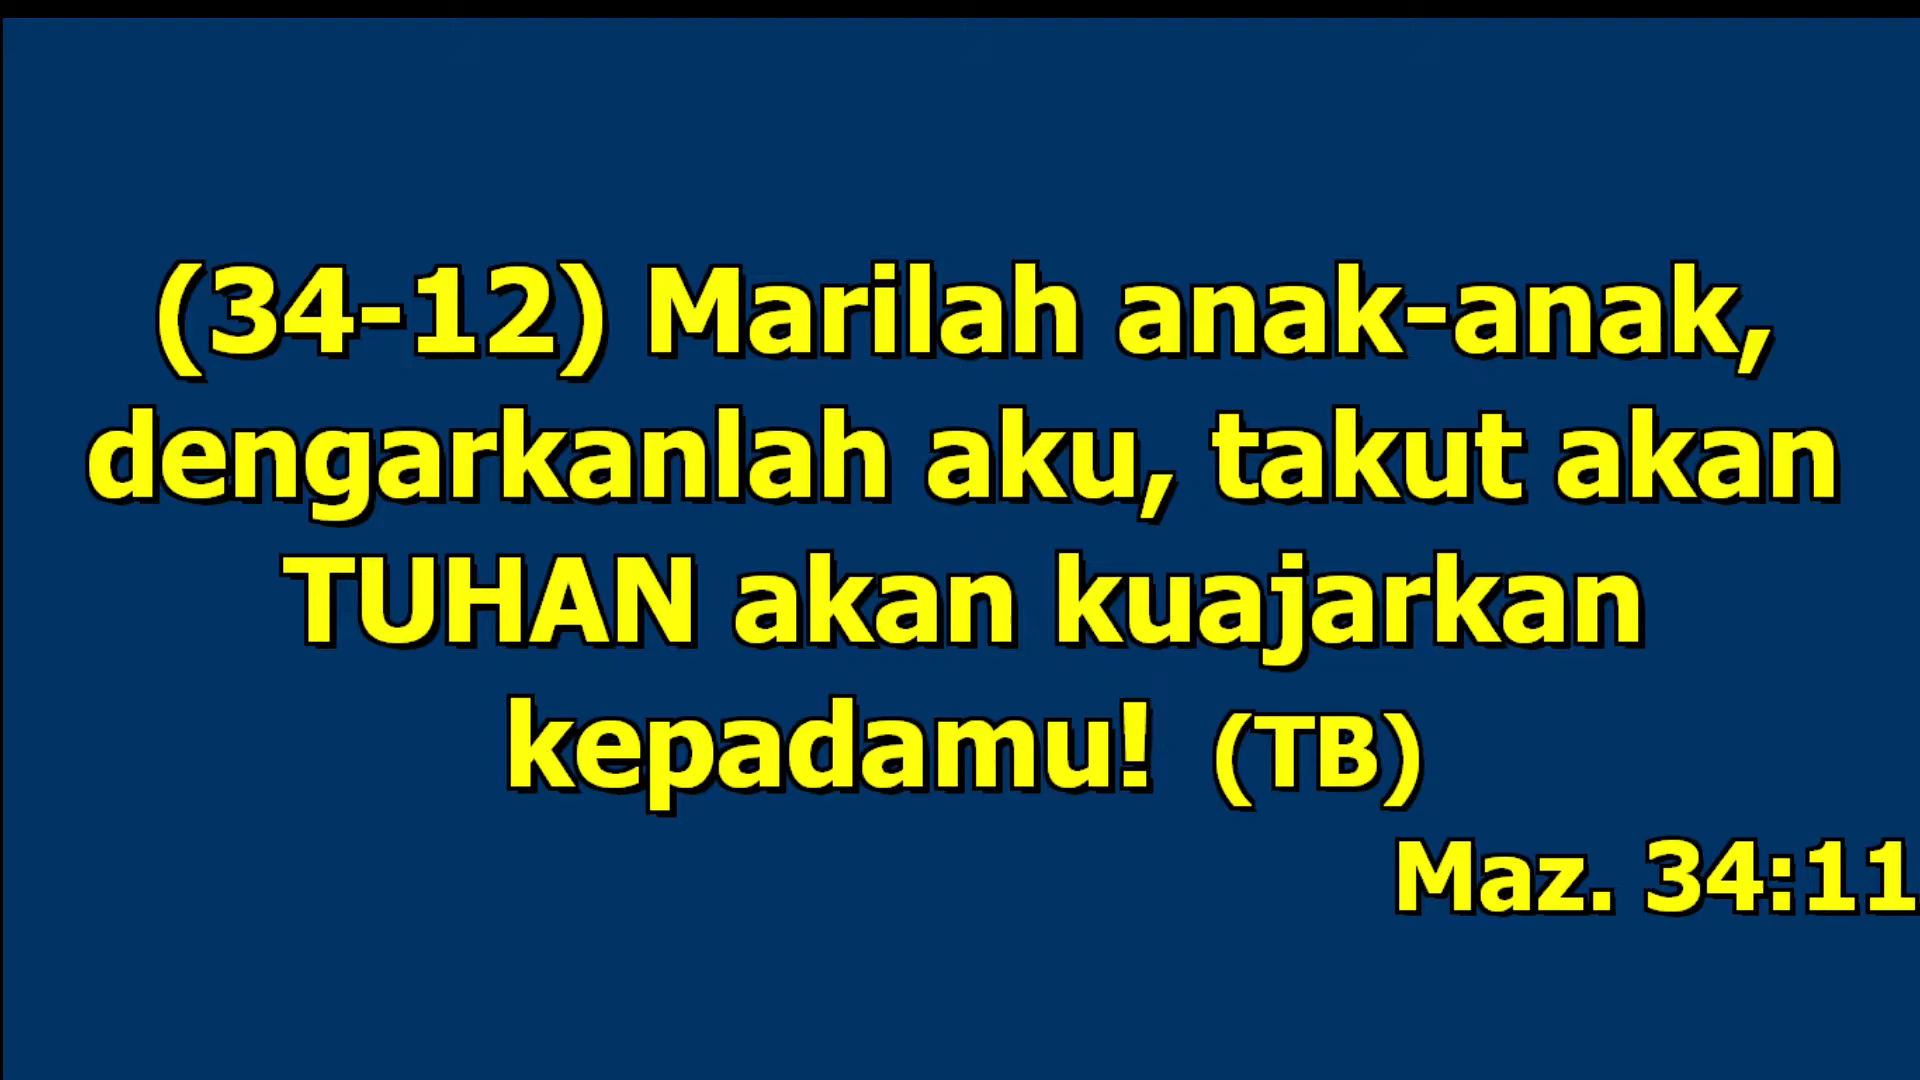 (34-12) Marilah anak-anak,
dengarkanlah aku, takut akan
TUHAN akan kuajarkan
kepadamu! (TB)
Maz. 34:11